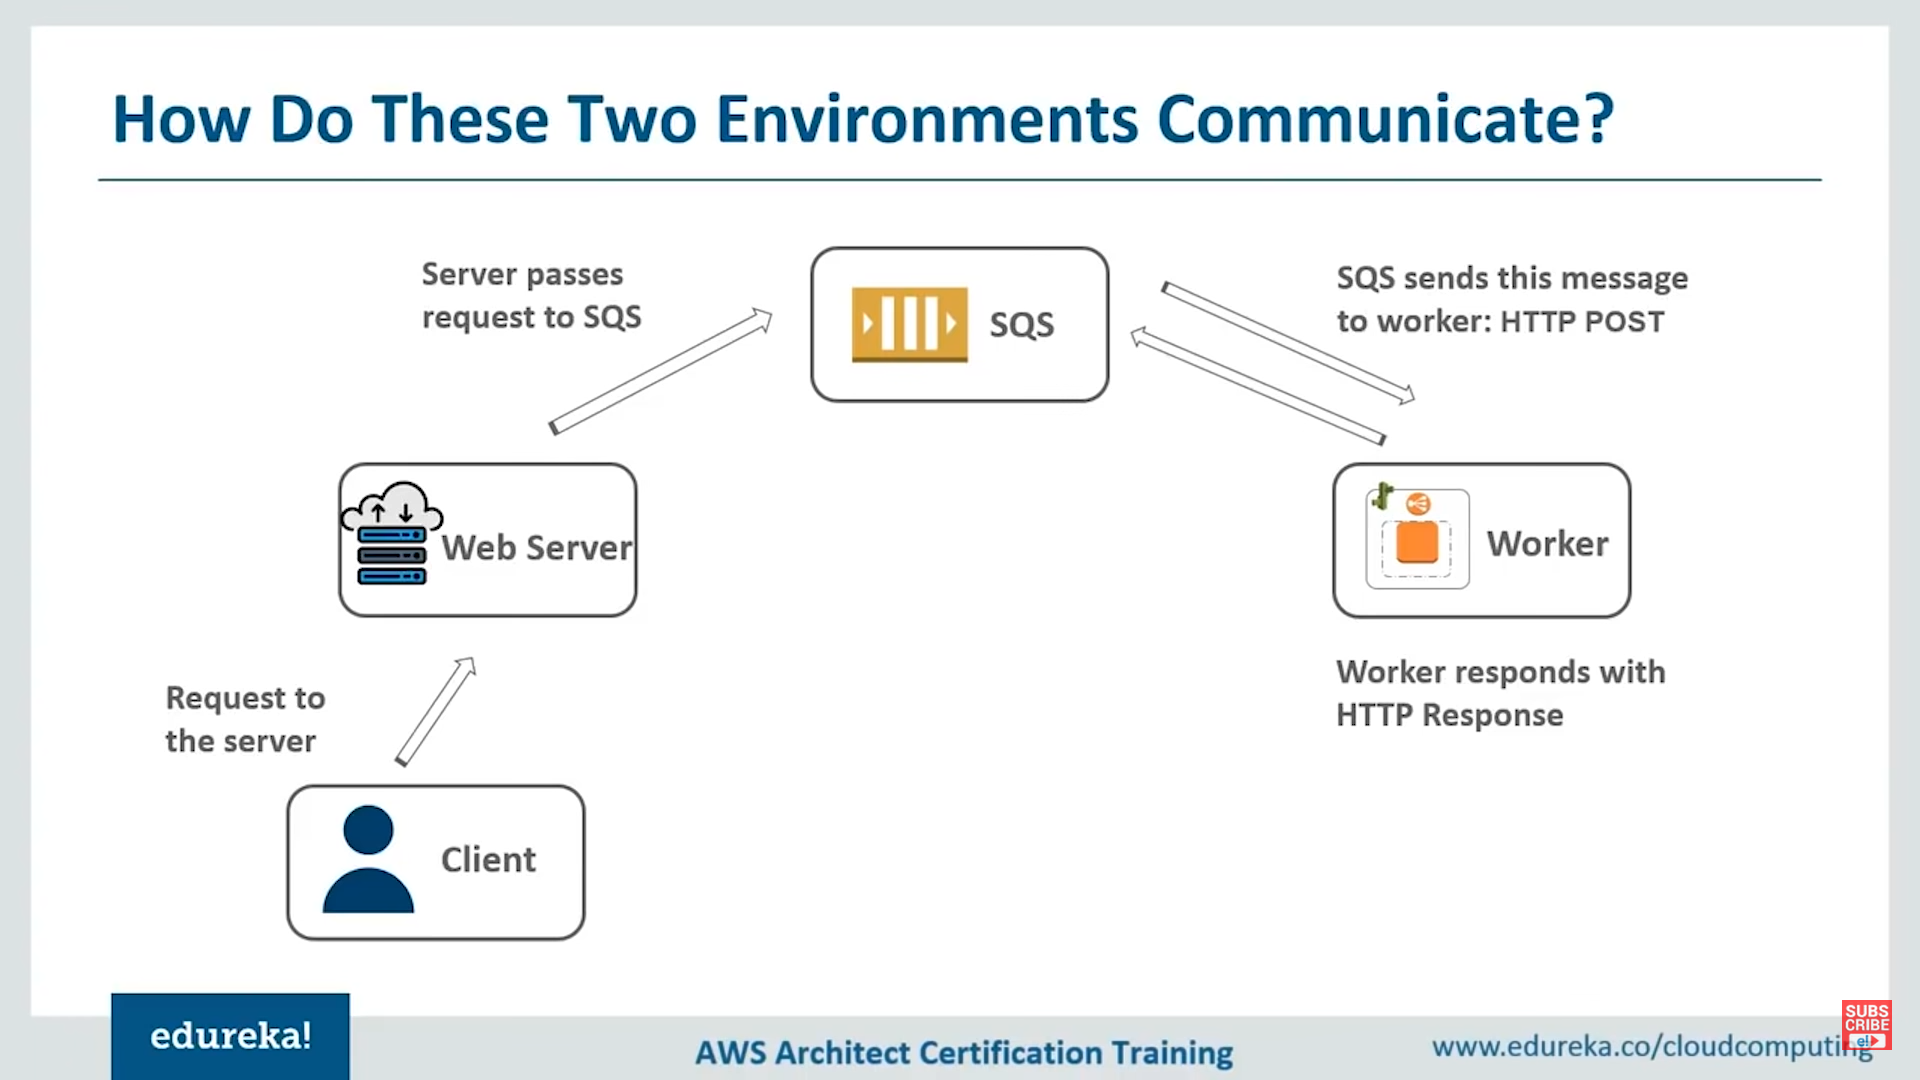 How Do These Two Environments Communicate?
Server passes
request to SQS
SQS
SQS sends this message
to worker: HTTP POST
Web Server
Worker
Worker responds with
HTTP Response
Request to
the server
Client
edureka!
AWS Architect Certification Training
www.edureka.co/cloudcomputing
SUBS
CRIBE
e!